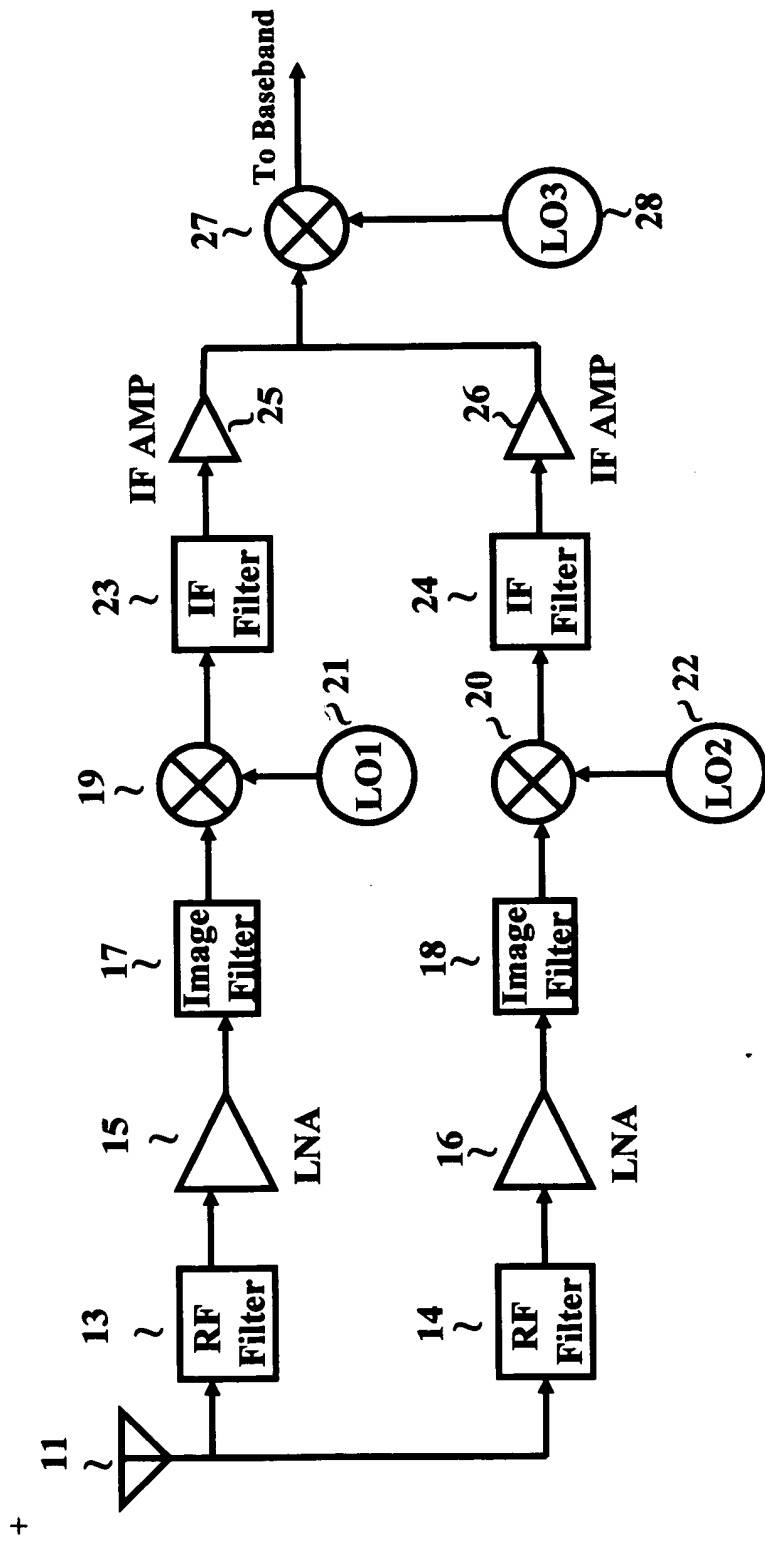 +
11
13
RF
Filter
15
LNA
17
Image
Filter
19
LO1
21
23
IF
Filter
IF AMP
25
14
RF
Filter
16
LNA
18
Image
Filter
20
LO2
22
24
IF
Filter
26
IF AMP
27
To Baseband
LO3
28